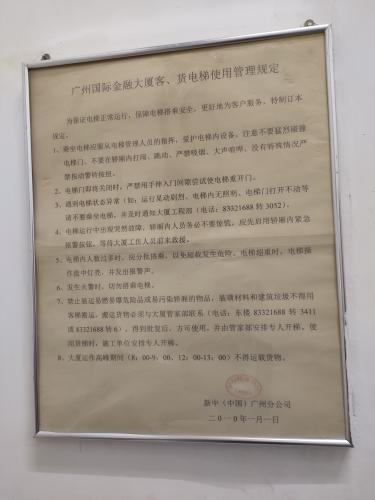 广州国际金融大厦客、货电梯使用管理规定
为保证电梯正常运行，保障电梯搭乘安全，更好地为客户服务，特制订本
规定。
1、乘坐电梯应服从电梯管理人员的指挥，爱护电梯内设备，注意不要猛烈碰撞
电梯门、不要在轿厢内打闹、跳动，严禁吸烟、大声喧哗，没有特殊情况严
禁按动警铃按钮。
2、电梯门即将关闭时，严禁用手伸入门间隙尝试使电梯重开门。
3、遇到电梯状态异常（如：运行晃动剧烈、电梯内无照明、电梯门打开不动等）
请不要乘坐电梯，并及时通知大厦工程部（电话：83321688 转 3052）。
4、电梯运行中出现突然故障，轿厢内人员务必不要惊慌，应先启用轿厢内紧急
报警按钮，等待大厦工作人员前来救援。
5、电梯内人数过多时，应分批搭乘，以免超载发生危险。电梯超重时，电梯操
作盘中灯亮，并发出报警声。
6、发生火警时，切勿搭乘电梯。
7、禁止装运易燃易爆危险品或易污染轿厢的物品，装璜材料和建筑垃圾不得用
客梯搬运。搬运货物必须与大厦管家部联系（电话：东楼 83321688 转 3411
或 83321688 转 6），得到批复后，方可使用，并由管家部安排专人开梯，使
用货梯时，施工单位安排专人开梯。
8、大厦运作高峰期间（8：00-9：00、12：00-13：00）不得运载货物。
新中（中国）广州分公司
二０一０年一月一日